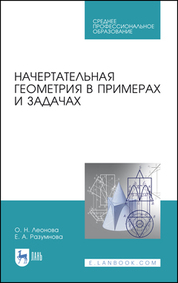 СРЕДНЕЕ
ПРОФЕССИОНАЛЬНОЕ
ОБРАЗОВАНИЕ
НАЧЕРТАТЕЛЬНАЯ
ГЕОМЕТРИЯ В ПРИМЕРАХ
И ЗАДАЧАХ
О. Н. Леонова
Е. А. Разумнова
ЛАНЬ
E.LANBOOK.COM